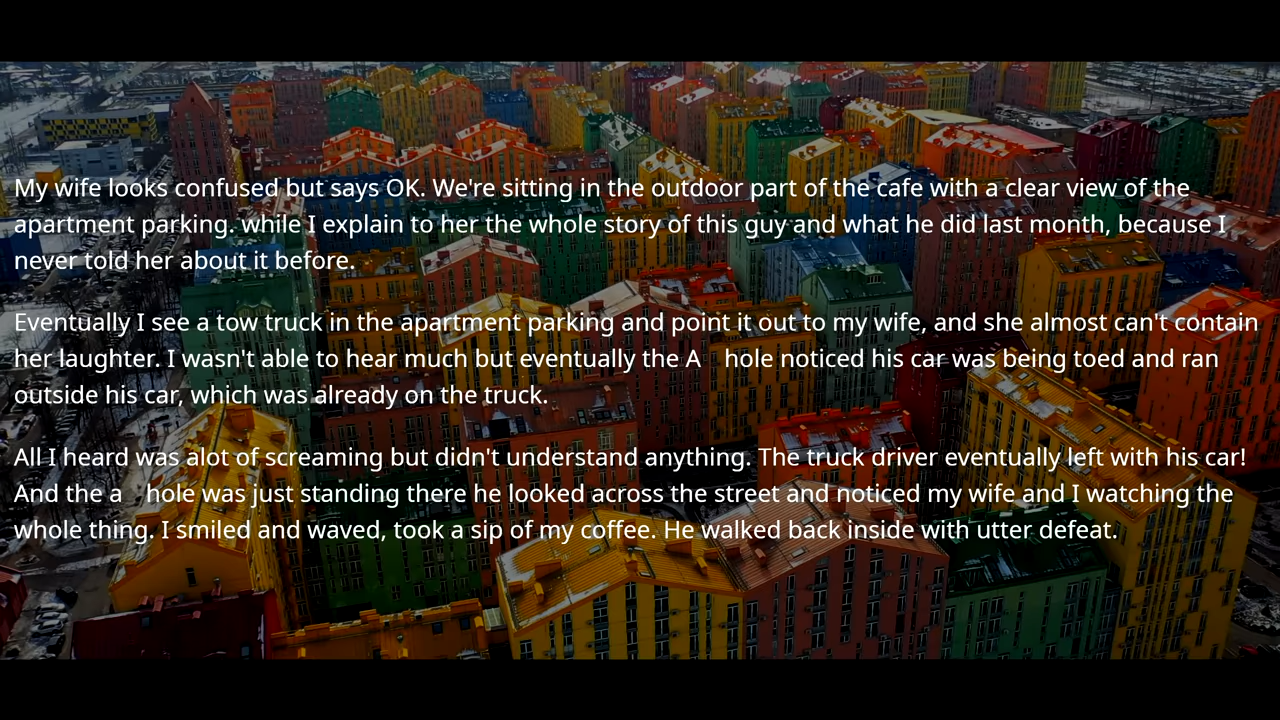 My wife looks confused but says OK. We're sitting in the outdoor part of the cafe with a clear view of the
apartment parking. while I explain to her the whole story of this guy and what he did last month, because I
never told her about it before.
Eventually I see a tow truck in the apartment parking and point it out to my wife, and she almost can't contain
her laughter. I wasn't able to hear much but eventually the A hole noticed his car was being toed and ran
outside his car, which was already on the truck.
All I heard was alot of screaming but didn't understand anything. The truck driver eventually left with his car!
And the a hole was just standing there he looked across the street and noticed my wife and I watching the
whole thing. I smiled and waved, took a sip of my coffee. He walked back inside with utter defeat.